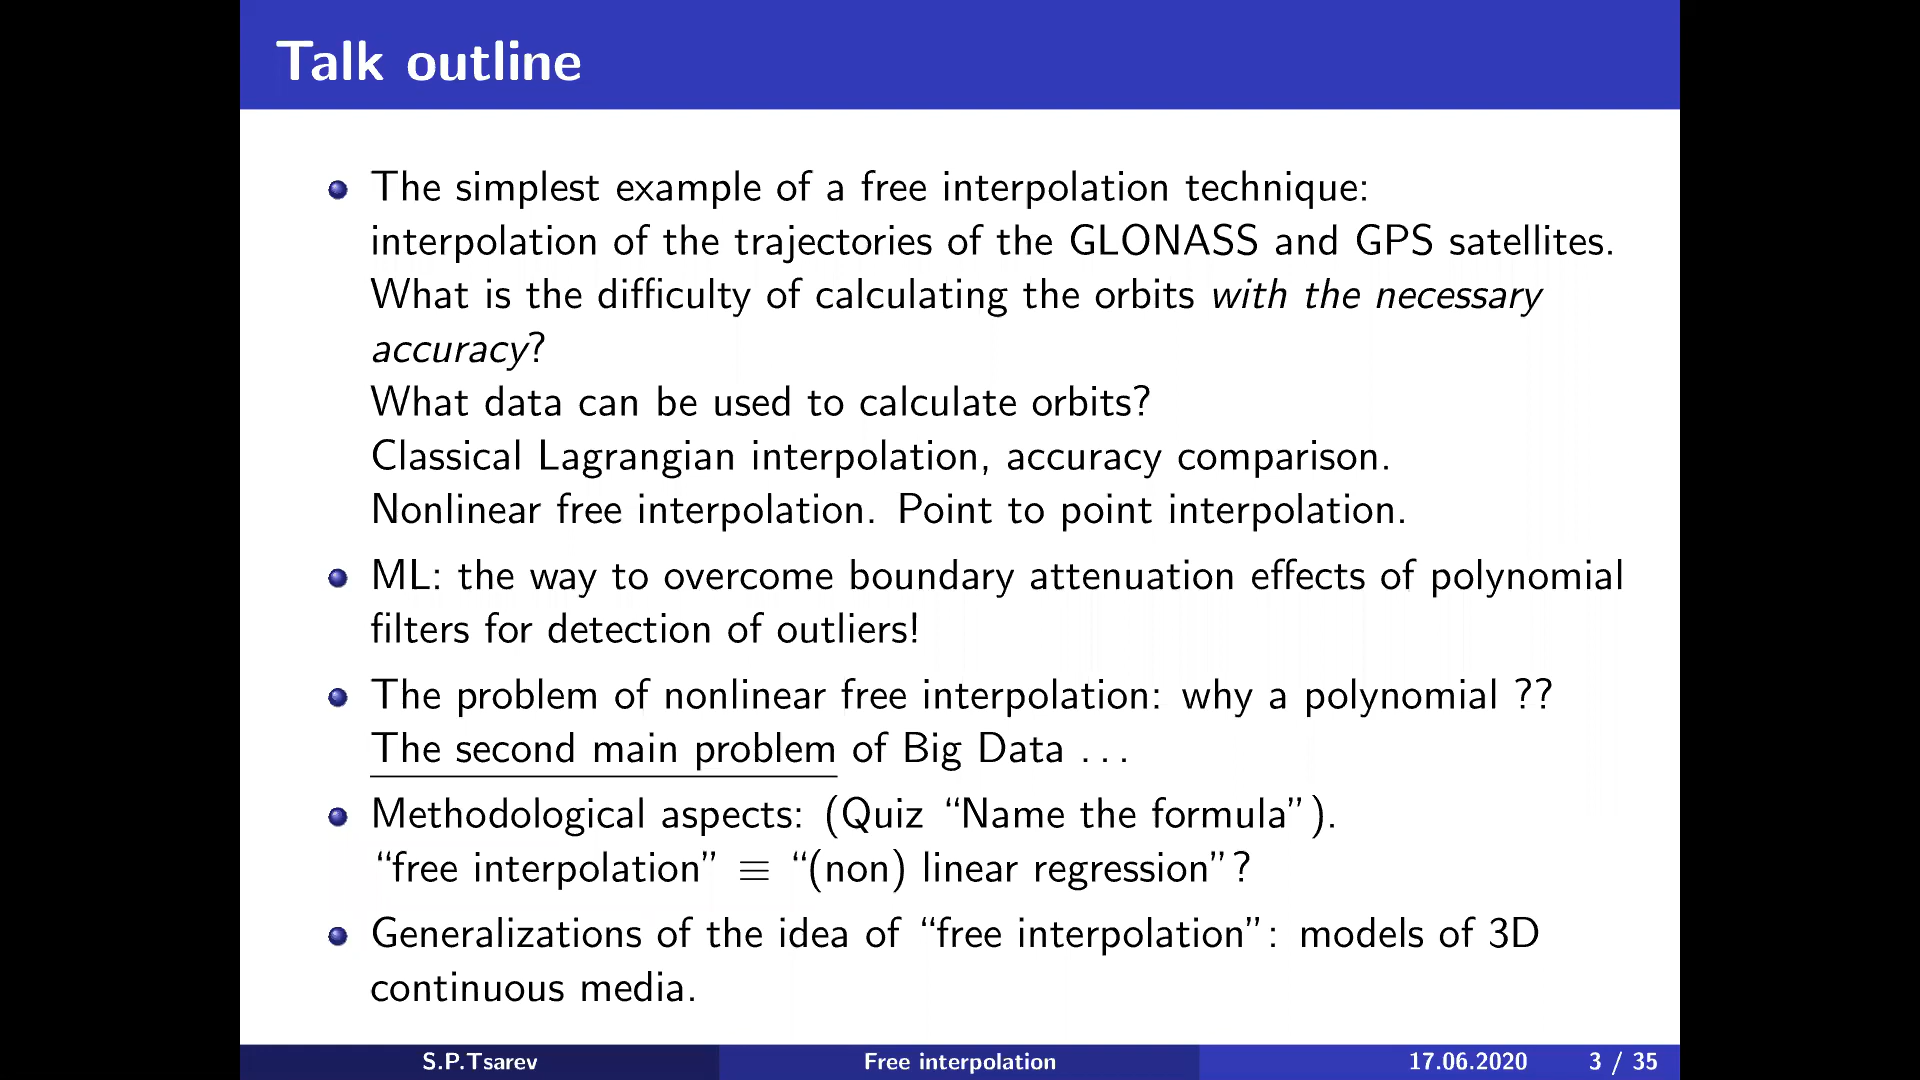 Talk outline
The simplest example of a free interpolation technique:
interpolation of the trajectories of the GLONASS and GPS satellites.
What is the difficulty of calculating the orbits with the necessary
accuracy?
What data can be used to calculate orbits?
Classical Lagrangian interpolation, accuracy comparison.
Nonlinear free interpolation. Point to point interpolation.
ML: the way to overcome boundary attenuation effects of polynomial
filters for detection of outliers!
The problem of nonlinear free interpolation: why a polynomial ??
The second main problem of Big Data . . .
Methodological aspects: (Quiz “Name the formula”).
“free interpolation” ≡ “(non) linear regression”?
Generalizations of the idea of “free interpolation”: models of 3D
continuous media.
S.P.Tsarev Free interpolation 17.06.2020 3 / 35